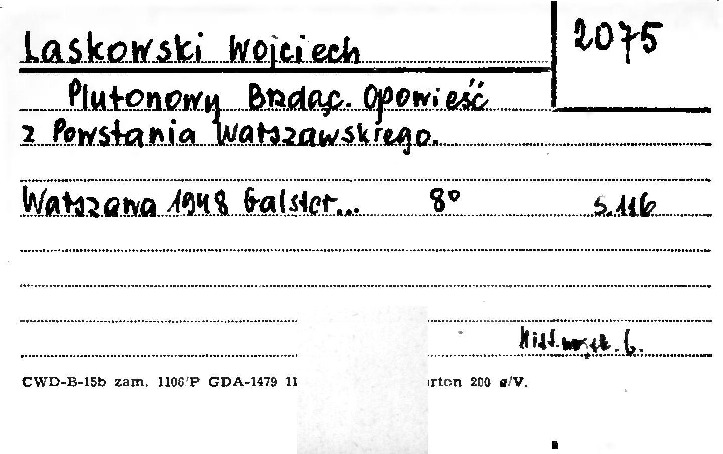 Laskowski Wojciech
2075
Plutonowy Brzdąc. Opowieść
z Powstania Warszawskiego.
Warszawa 1948 Galster... 8° s. 116
Hist. wojsk. 6.
CWD-B-15b zam. 1106/P GDA-1479 11 rton 200 g/V.